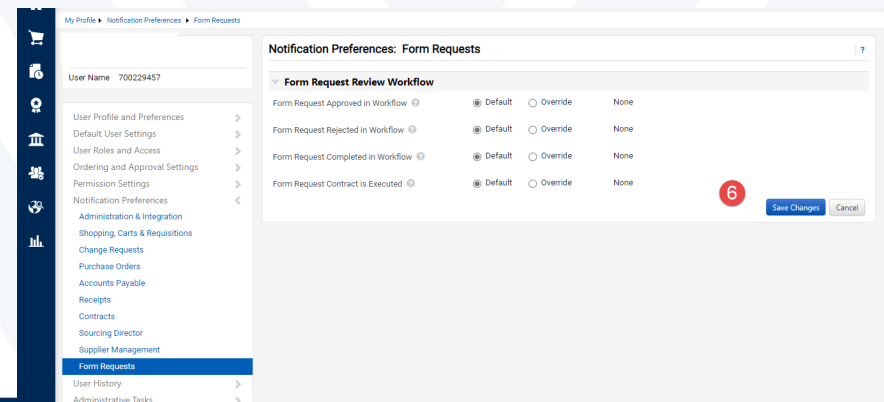 My Profile ▸ Notification Preferences ▸ Form Requests
User Name 700229457
User Profile and Preferences
Default User Settings
User Roles and Access
Ordering and Approval Settings
Permission Settings
Notification Preferences
Administration & Integration
Shopping, Carts & Requisitions
Change Requests
Purchase Orders
Accounts Payable
Receipts
Contracts
Sourcing Director
Supplier Management
Form Requests
User History
Administrative Tasks
Notification Preferences: Form Requests ?
Form Request Review Workflow
Form Request Approved in Workflow ? Default Override None
Form Request Rejected in Workflow ? Default Override None
Form Request Completed in Workflow ? Default Override None
Form Request Contract is Executed ? Default Override None
6
Save Changes Cancel